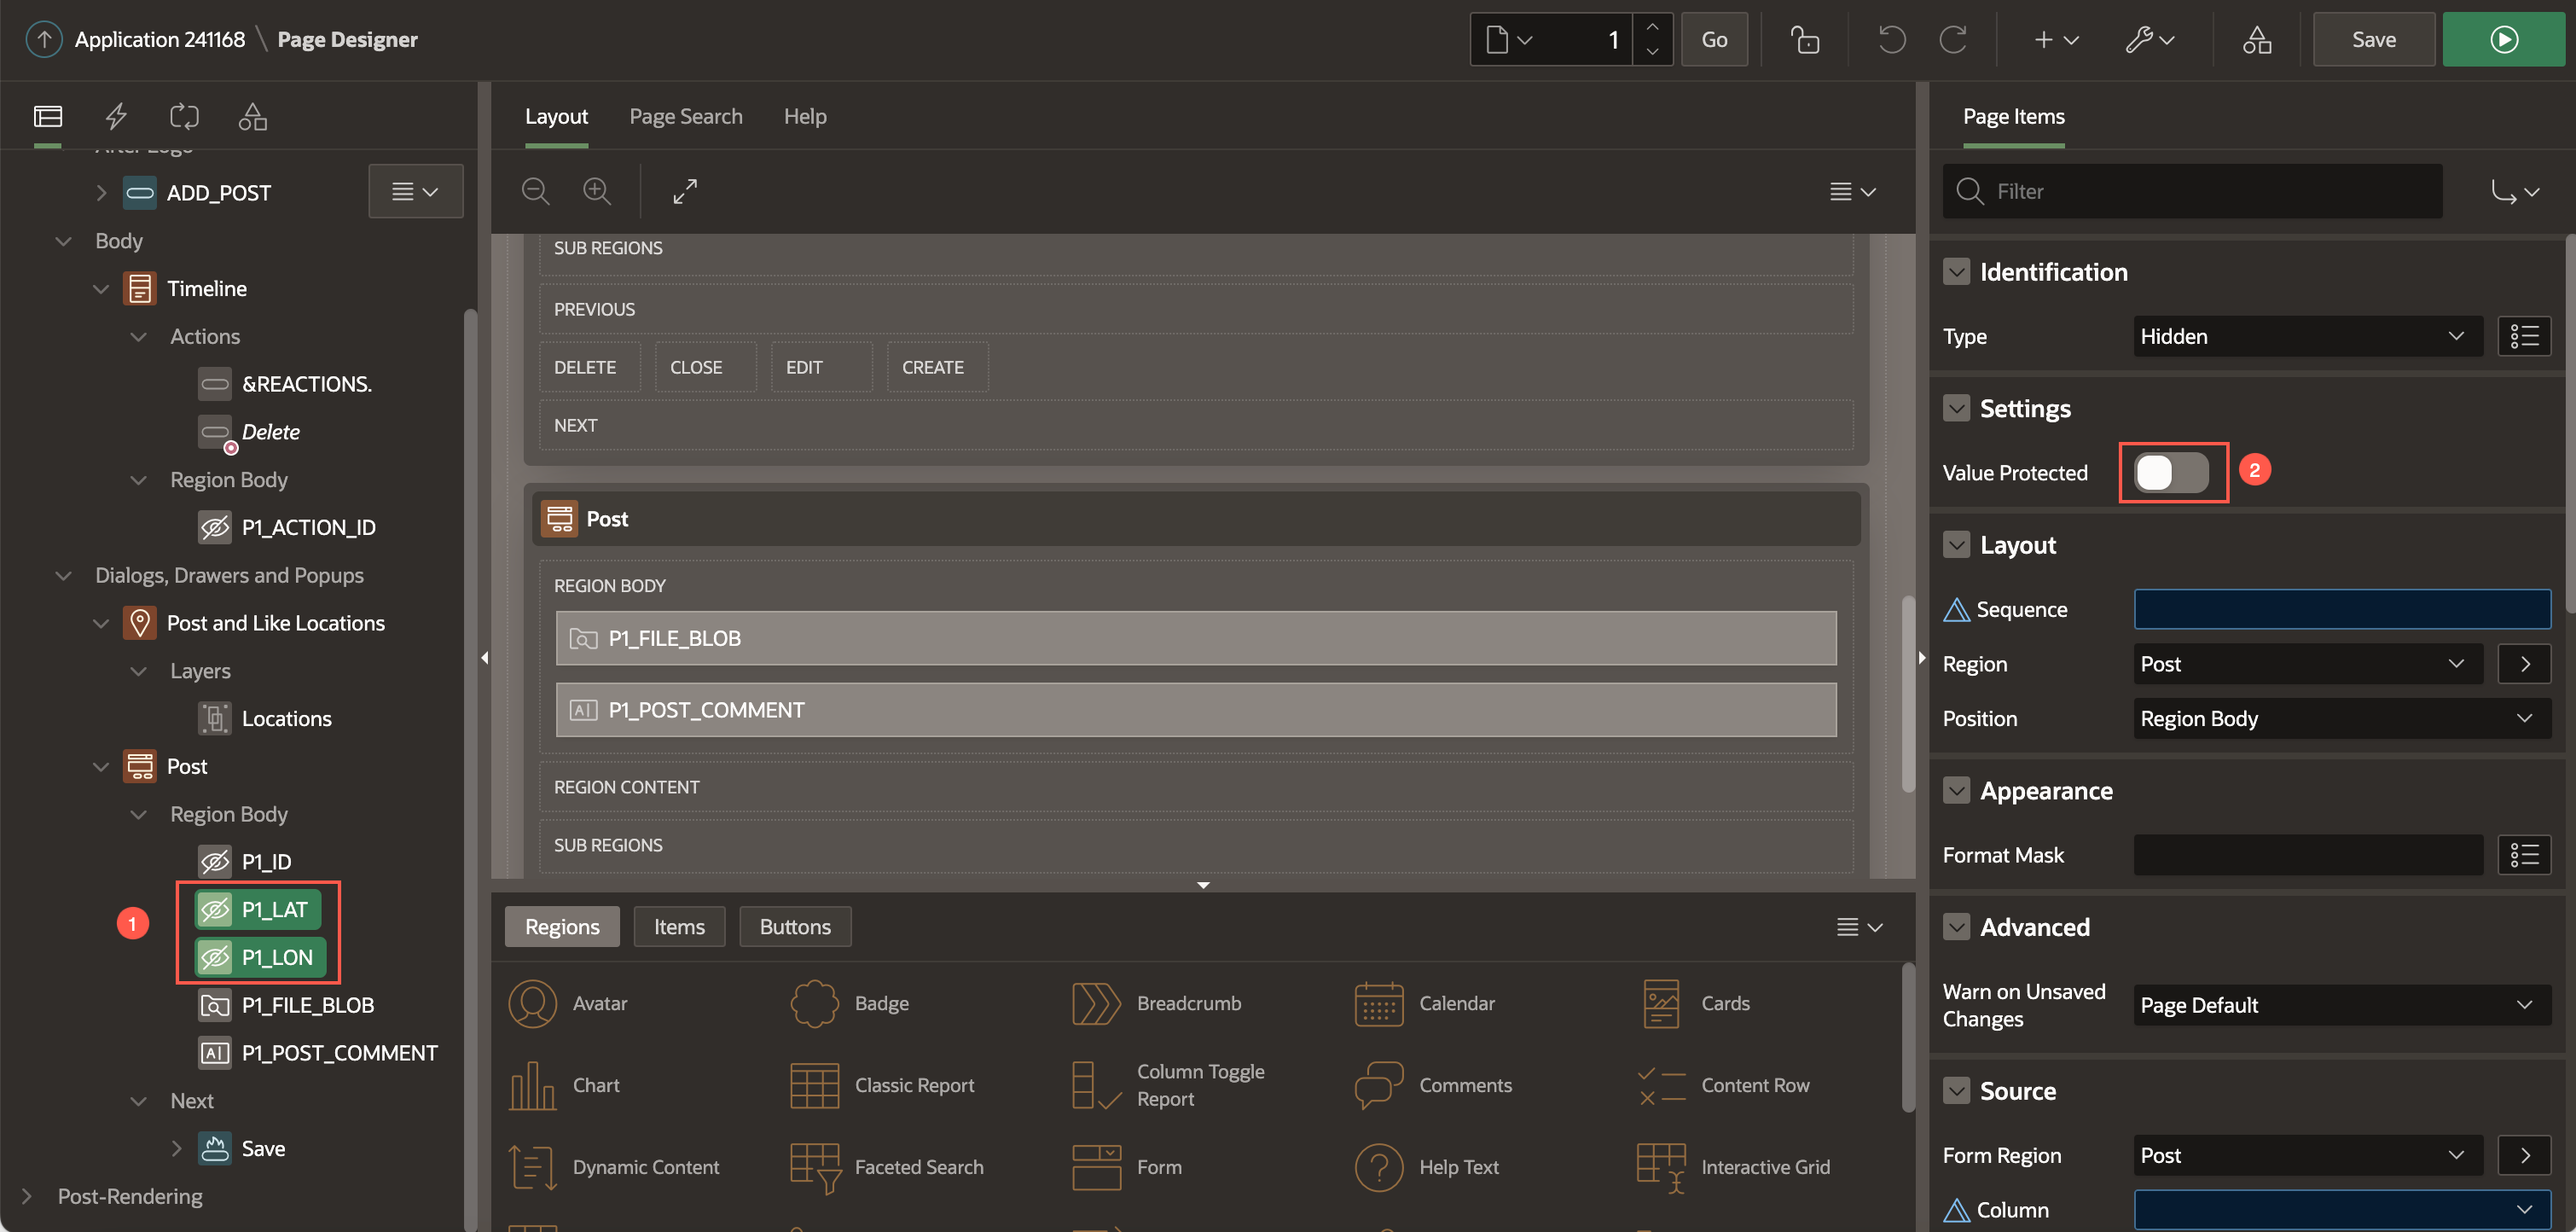 Application 241168 \ Page Designer
1
Go
Save
After Logo
ADD_POST
Body
Timeline
Actions
&REACTIONS.
Delete
Region Body
P1_ACTION_ID
Dialogs, Drawers and Popups
Post and Like Locations
Layers
Locations
Post
Region Body
P1_ID
1
P1_LAT
P1_LON
P1_FILE_BLOB
P1_POST_COMMENT
Next
Save
Post-Rendering
Layout
Page Search
Help
SUB REGIONS
PREVIOUS
DELETE
CLOSE
EDIT
CREATE
NEXT
Post
REGION BODY
P1_FILE_BLOB
P1_POST_COMMENT
REGION CONTENT
SUB REGIONS
Regions
Items
Buttons
Avatar
Badge
Breadcrumb
Calendar
Cards
Chart
Classic Report
Column Toggle
Report
Comments
Content Row
Dynamic Content
Faceted Search
Form
Help Text
Interactive Grid
Page Items
Filter
Identification
Type
Hidden
Settings
Value Protected
2
Layout
Sequence
Region
Post
Position
Region Body
Appearance
Format Mask
Advanced
Warn on Unsaved
Changes
Page Default
Source
Form Region
Post
Column